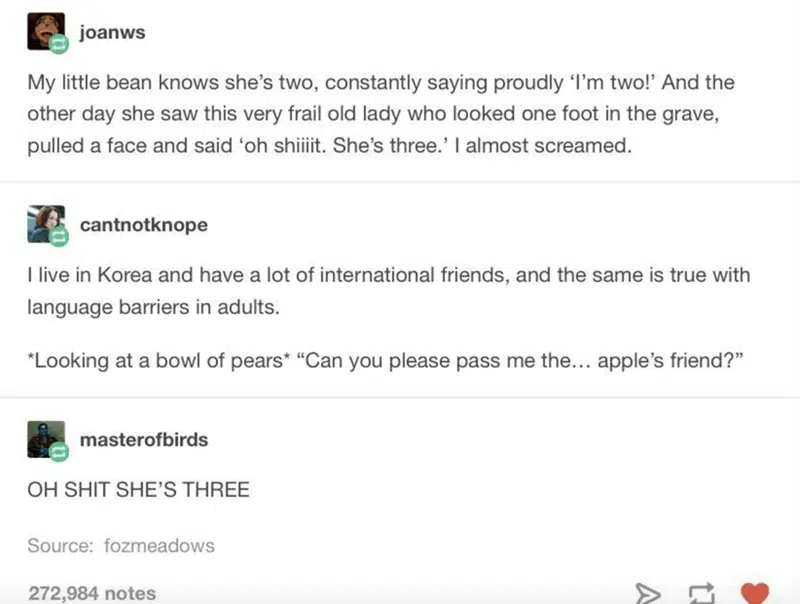 joanws
My little bean knows she’s two, constantly saying proudly ‘I’m two!’ And the
other day she saw this very frail old lady who looked one foot in the grave,
pulled a face and said ‘oh shiiiit. She’s three.’ I almost screamed.
cantnotknope
I live in Korea and have a lot of international friends, and the same is true with
language barriers in adults.
*Looking at a bowl of pears* “Can you please pass me the… apple’s friend?”
masterofbirds
OH SHIT SHE’S THREE
Source: fozmeadows
272,984 notes